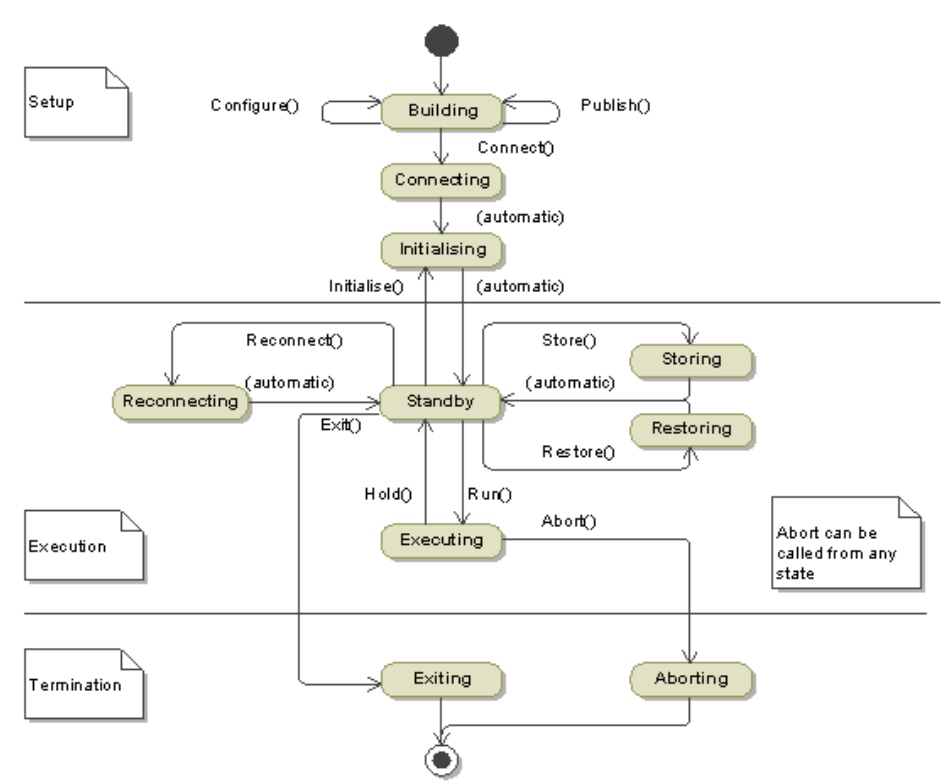 Setup
Configure()
Building
Publish()
Connect()
Connecting
(automatic)
Initialising
Initialise()
(automatic)
Reconnect()
Store()
Storing
(automatic)
(automatic)
Reconnecting
Standby
Exit()
Restoring
Restore()
Hold()
Run()
Abort()
Executing
Execution
Abort can be
called from any
state
Termination
Exiting
Aborting